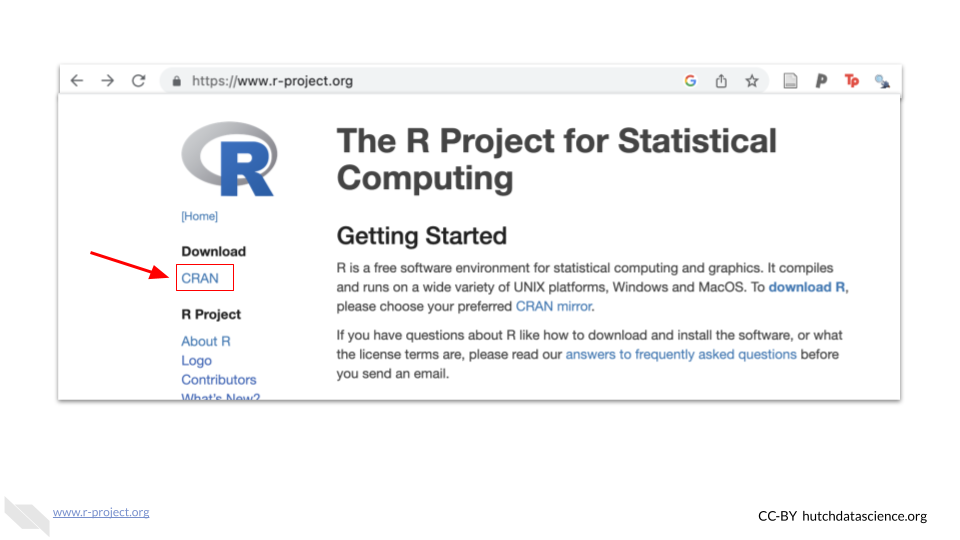 https://www.r-project.org
G
P
Tp
R
The R Project for Statistical
Computing
[Home]
Download
CRAN
R Project
About R
Logo
Contributors
What's New?
Getting Started
R is a free software environment for statistical computing and graphics. It compiles
and runs on a wide variety of UNIX platforms, Windows and MacOS. To download R,
please choose your preferred CRAN mirror.
If you have questions about R like how to download and install the software, or what
the license terms are, please read our answers to frequently asked questions before
you send an email.
www.r-project.org
CC-BY hutchdatascience.org